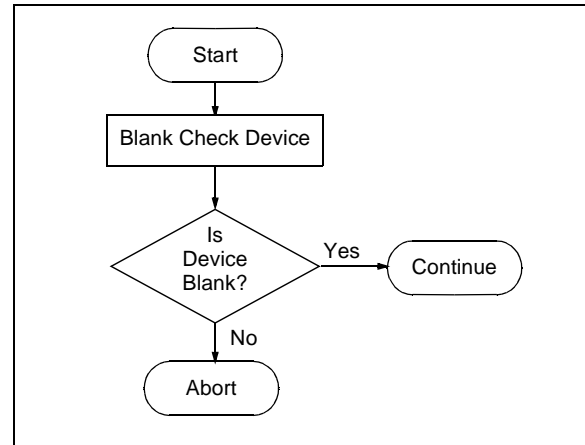 Start
Blank Check Device
Is
Device
Blank?
Yes
Continue
No
Abort